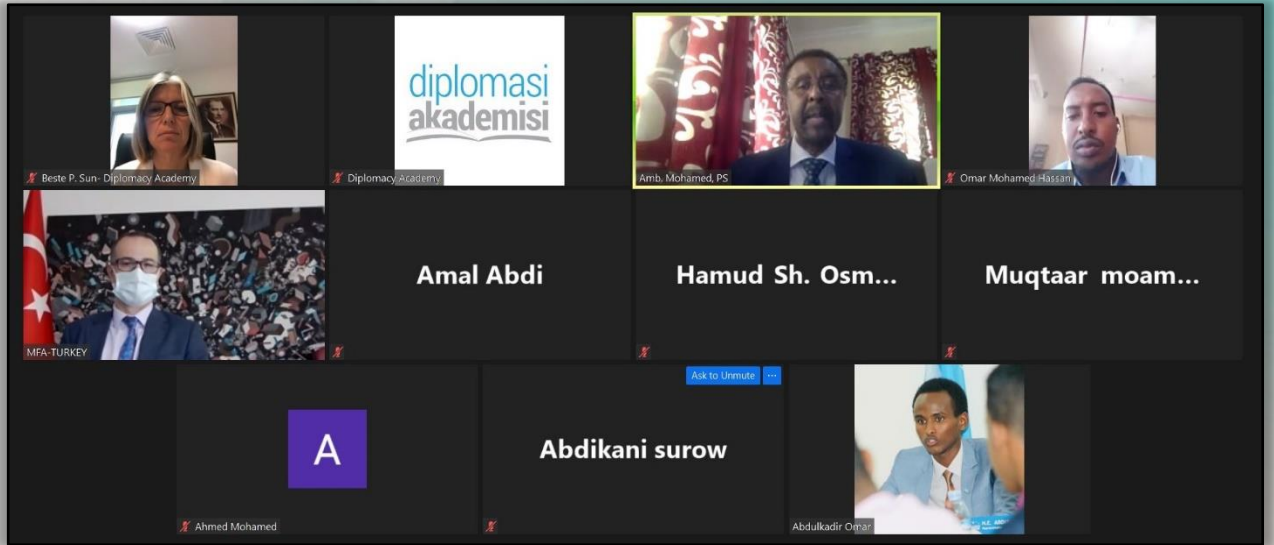 Beste P. Sun- Diplomacy Academy
diplomasi
akademisi
Diplomacy Academy
Amb, Mohamed, PS
Omar Mohamed Hassan
MFA-TURKEY
Amal Abdi
Hamud Sh. Osm...
Muqtaar moam...
A
Ahmed Mohamed
Ask to Unmute ...
Abdikani surow
Abdulkadir Omar